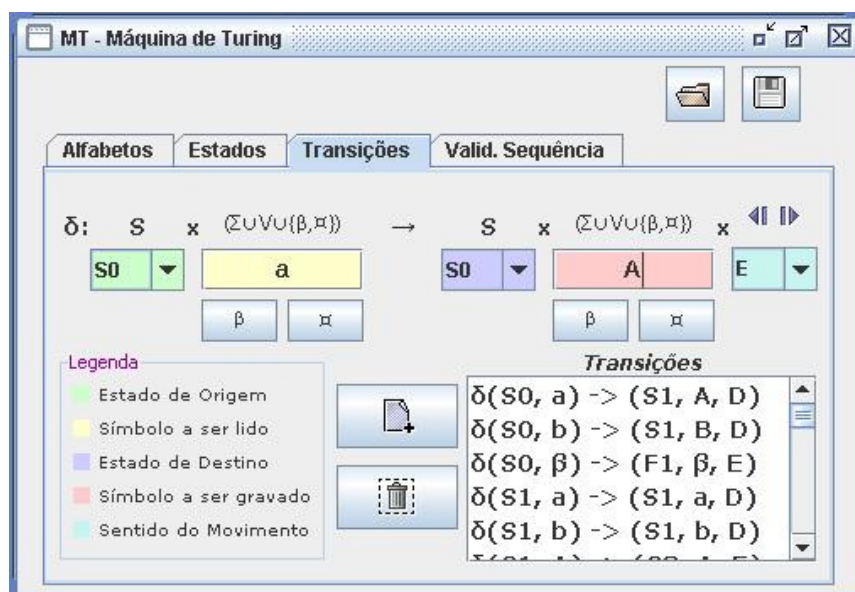 MT - Máquina de Turing
Alfabetos Estados Transições Valid. Sequência
δ: S x (Σ∪V∪{β,¤}) → S x (Σ∪V∪{β,¤}) x
S0 a S0 A E
β ¤ β ¤
Legenda
Estado de Origem
Símbolo a ser lido
Estado de Destino
Símbolo a ser gravado
Sentido do Movimento
Transições
δ(S0, a) -> (S1, A, D)
δ(S0, b) -> (S1, B, D)
δ(S0, β) -> (F1, β, E)
δ(S1, a) -> (S1, a, D)
δ(S1, b) -> (S1, b, D)